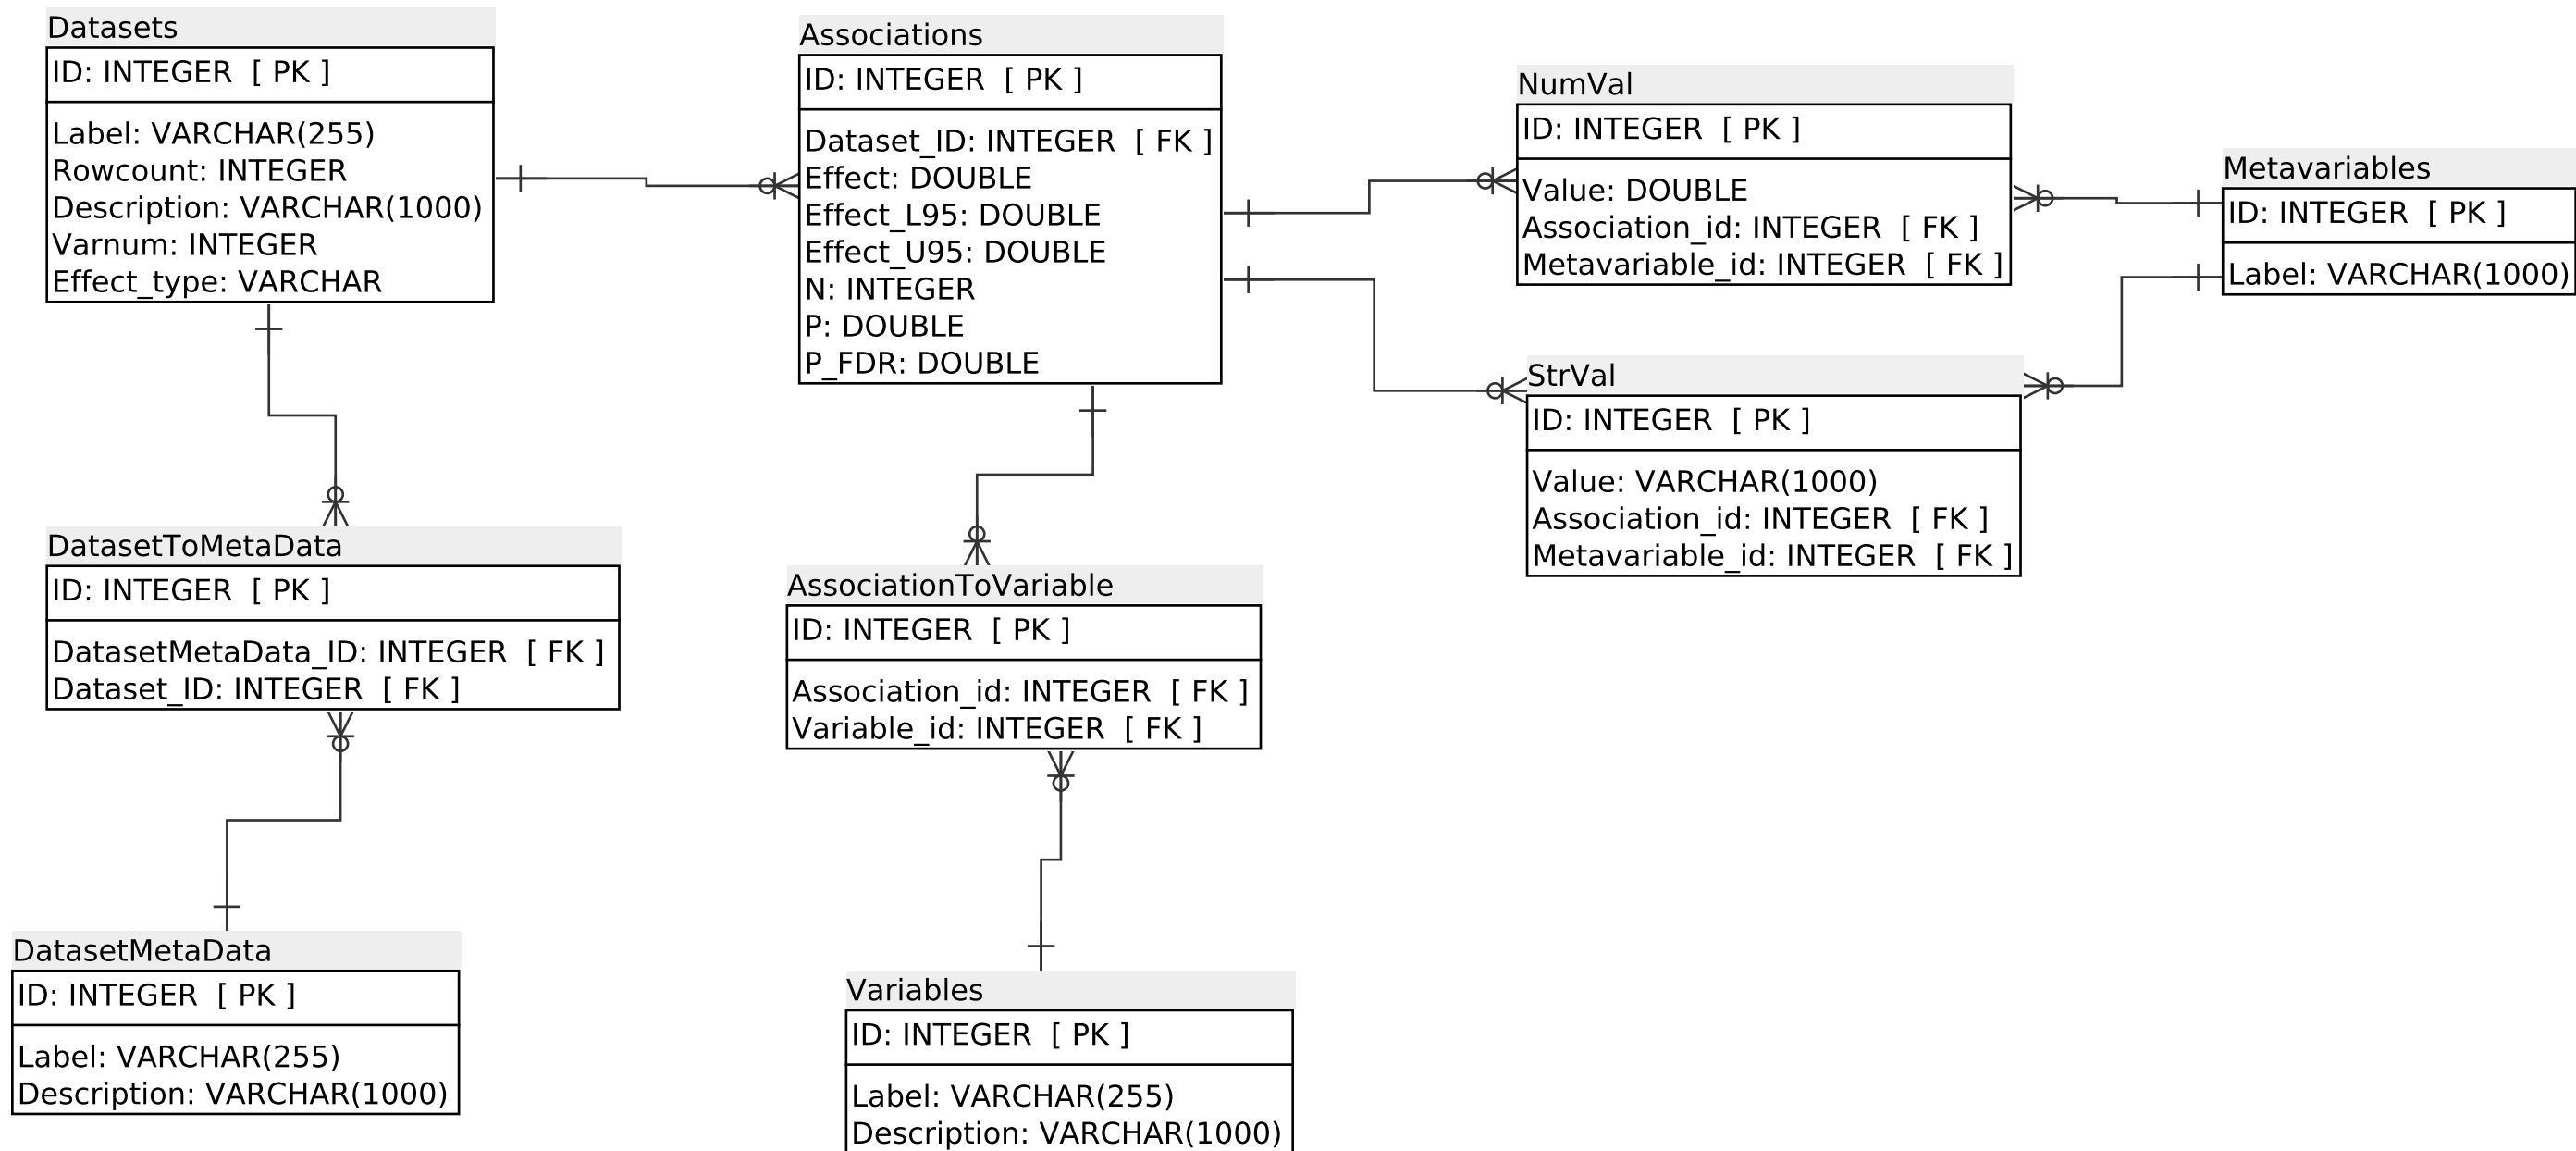 Datasets
ID: INTEGER [ PK ]
Label: VARCHAR(255)
Rowcount: INTEGER
Description: VARCHAR(1000)
Varnum: INTEGER
Effect_type: VARCHAR
Associations
ID: INTEGER [ PK ]
Dataset_ID: INTEGER [ FK ]
Effect: DOUBLE
Effect_L95: DOUBLE
Effect_U95: DOUBLE
N: INTEGER
P: DOUBLE
P_FDR: DOUBLE
NumVal
ID: INTEGER [ PK ]
Value: DOUBLE
Association_id: INTEGER [ FK ]
Metavariable_id: INTEGER [ FK ]
Metavariables
ID: INTEGER [ PK ]
Label: VARCHAR(1000)
StrVal
ID: INTEGER [ PK ]
Value: VARCHAR(1000)
Association_id: INTEGER [ FK ]
Metavariable_id: INTEGER [ FK ]
DatasetToMetaData
ID: INTEGER [ PK ]
DatasetMetaData_ID: INTEGER [ FK ]
Dataset_ID: INTEGER [ FK ]
AssociationToVariable
ID: INTEGER [ PK ]
Association_id: INTEGER [ FK ]
Variable_id: INTEGER [ FK ]
DatasetMetaData
ID: INTEGER [ PK ]
Label: VARCHAR(255)
Description: VARCHAR(1000)
Variables
ID: INTEGER [ PK ]
Label: VARCHAR(255)
Description: VARCHAR(1000)